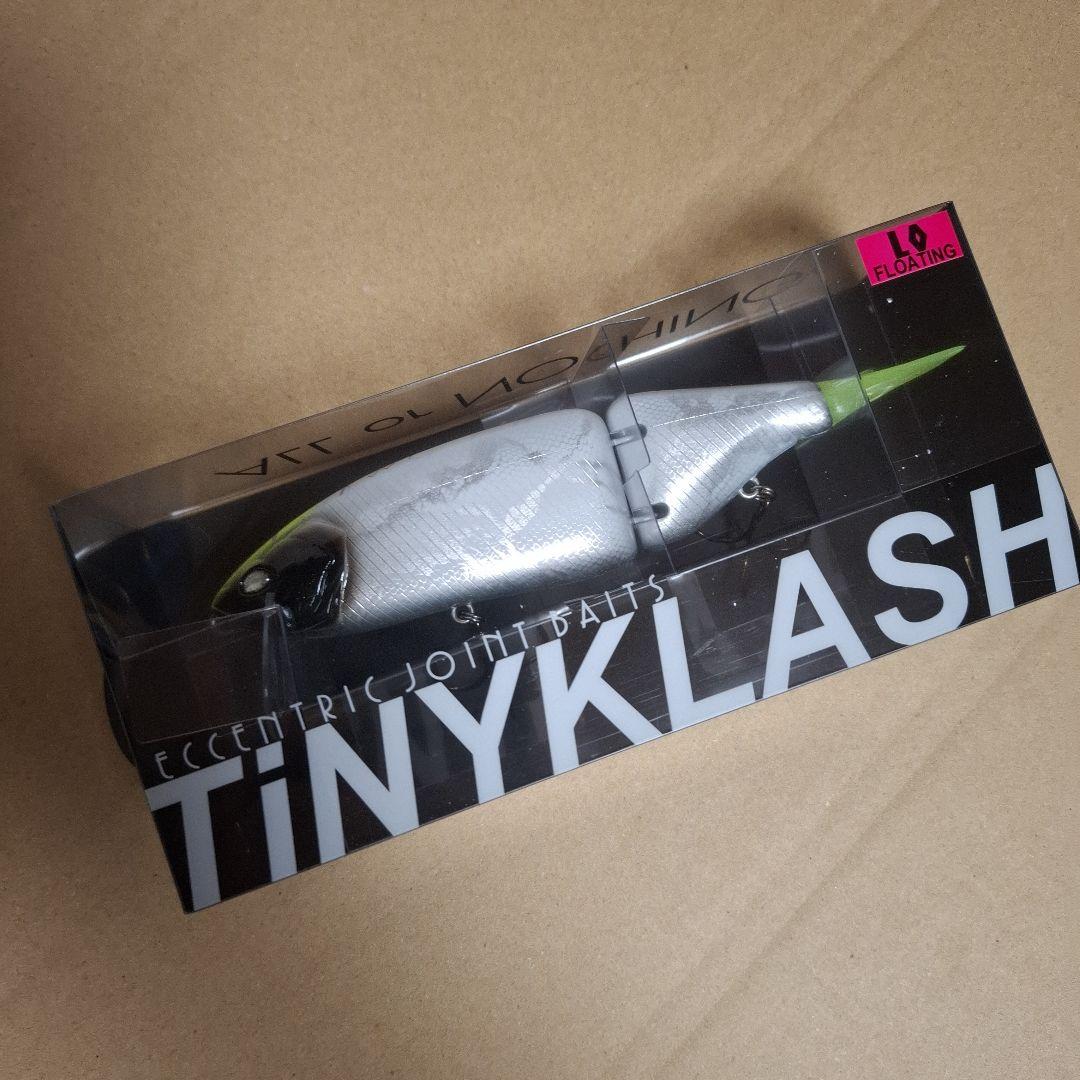 LO
FLOATING
ALL or NOTHING
ECCENTRIC JOINT BAITS
TiNYKLASH